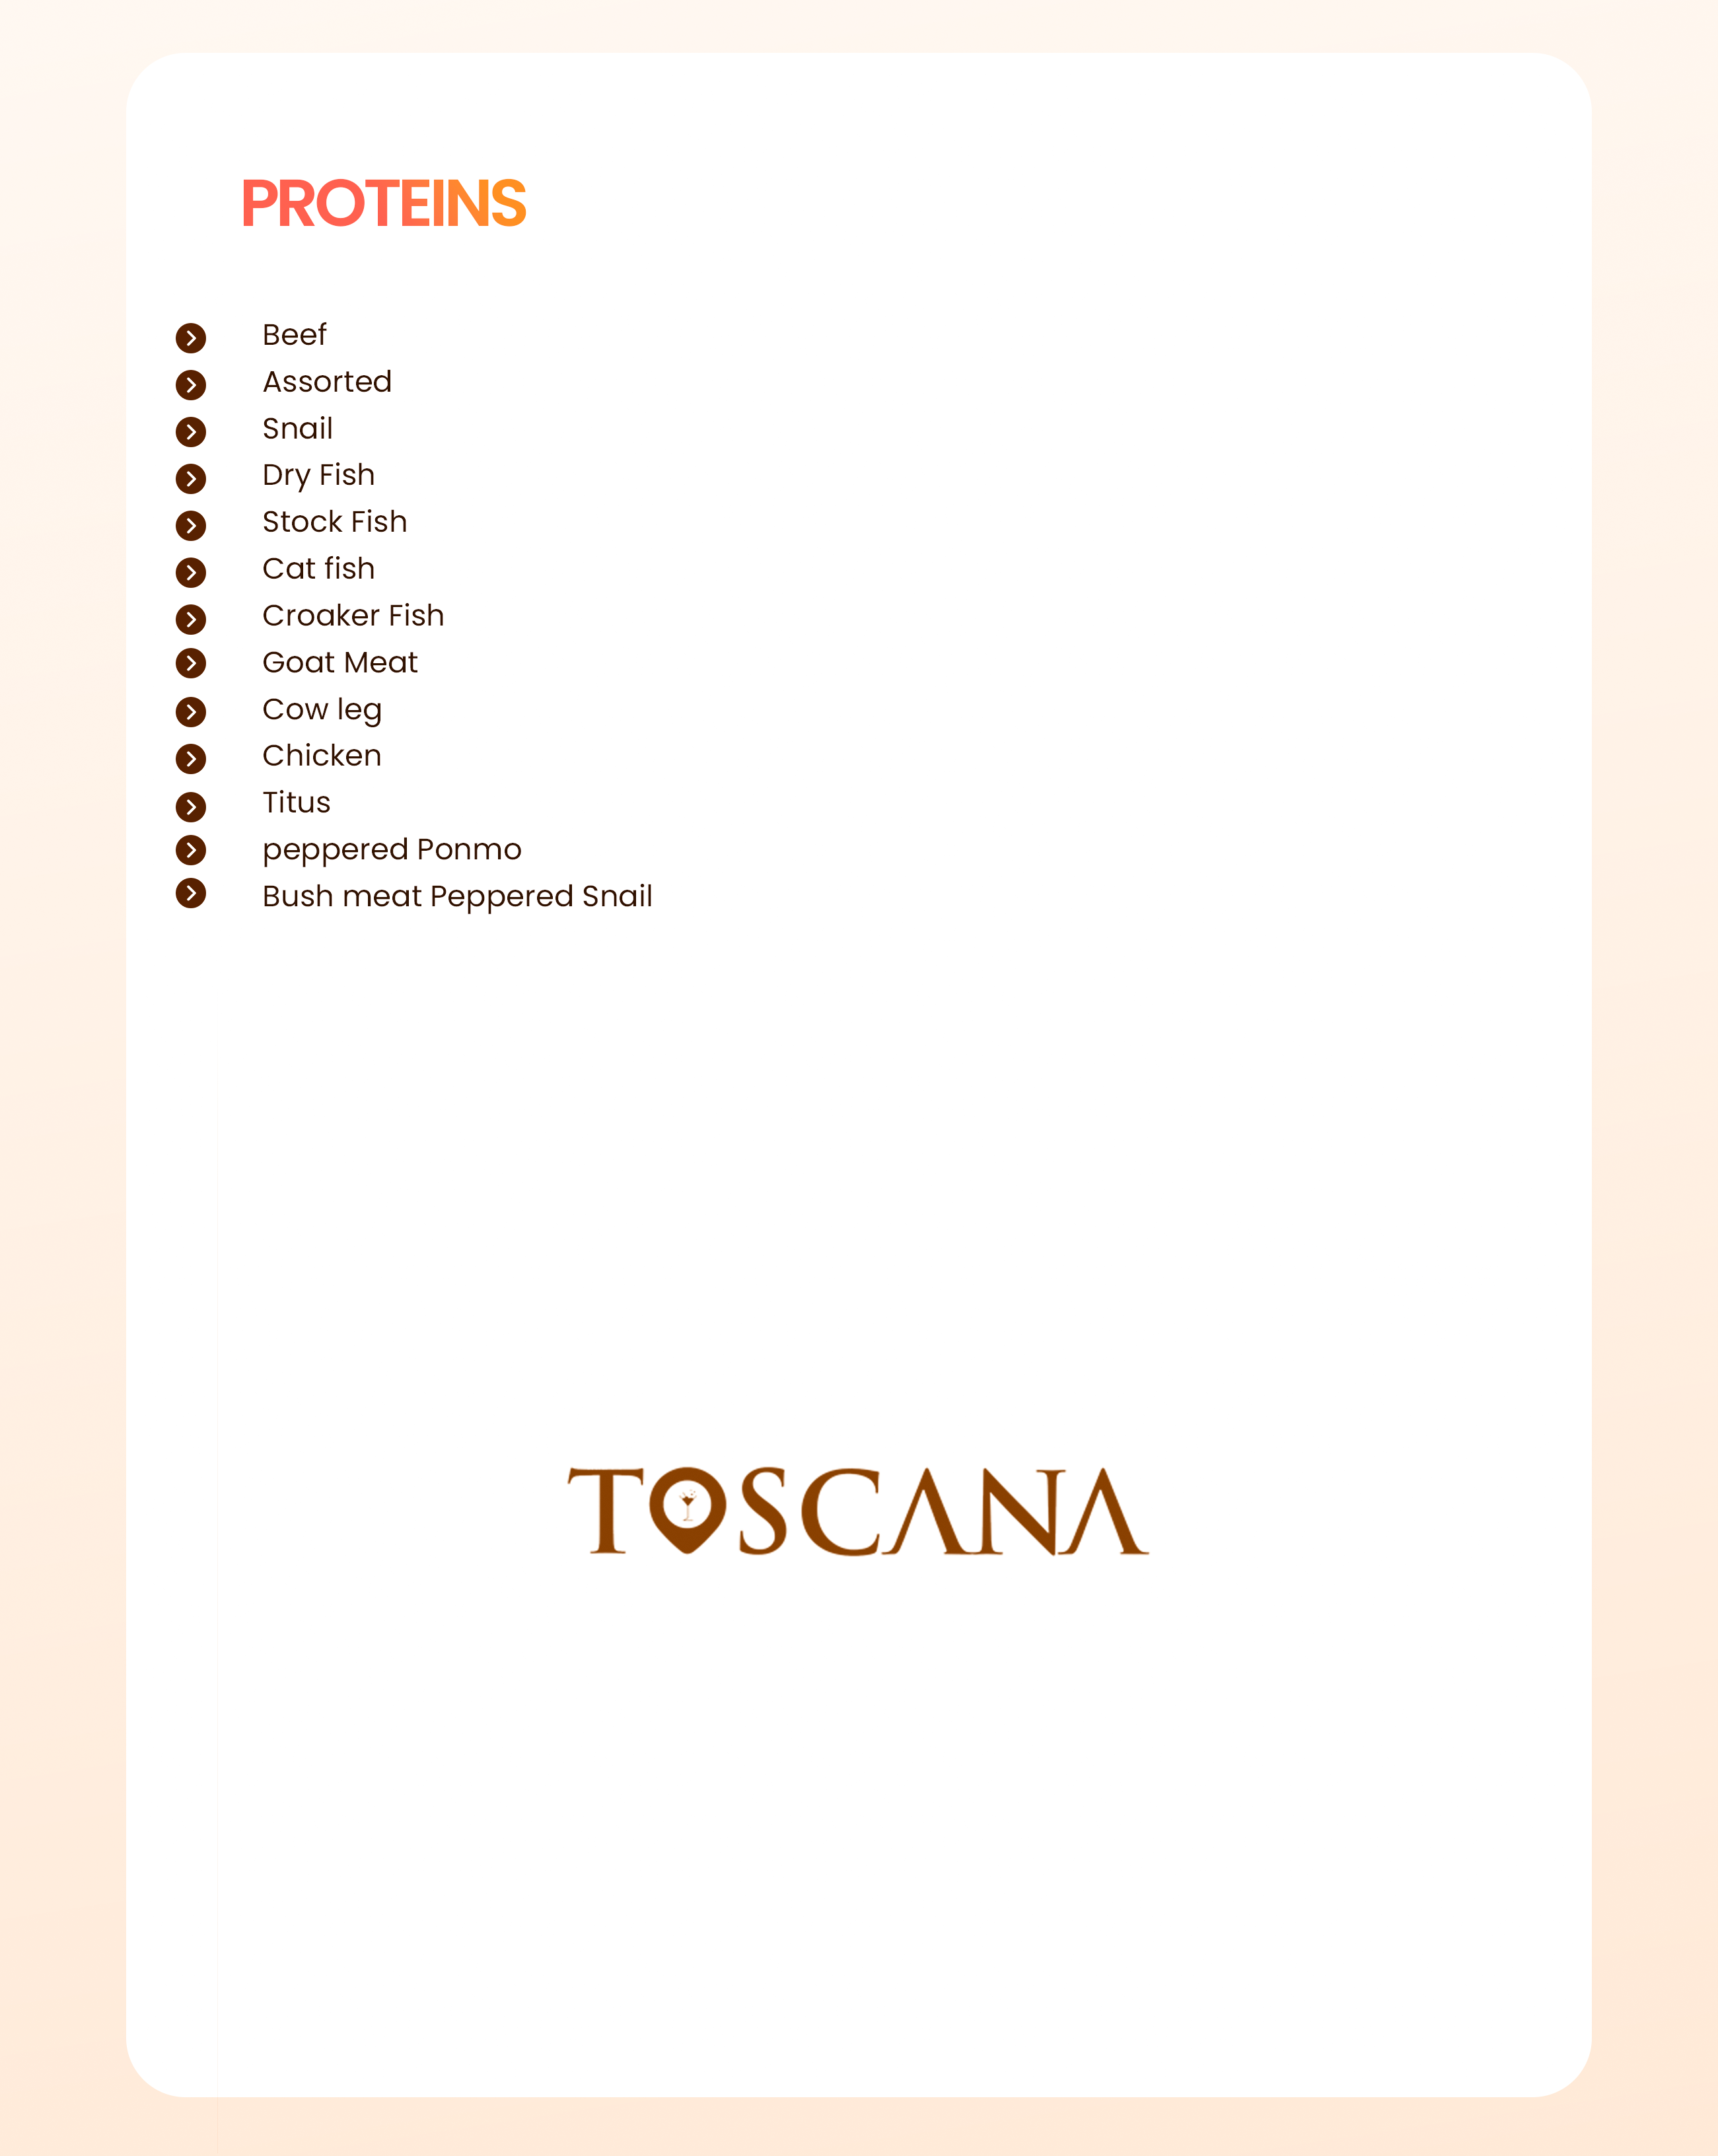 PROTEINS
Beef
Assorted
Snail
Dry Fish
Stock Fish
Cat fish
Croaker Fish
Goat Meat
Cow leg
Chicken
Titus
peppered Ponmo
Bush meat Peppered Snail
TOSCANA